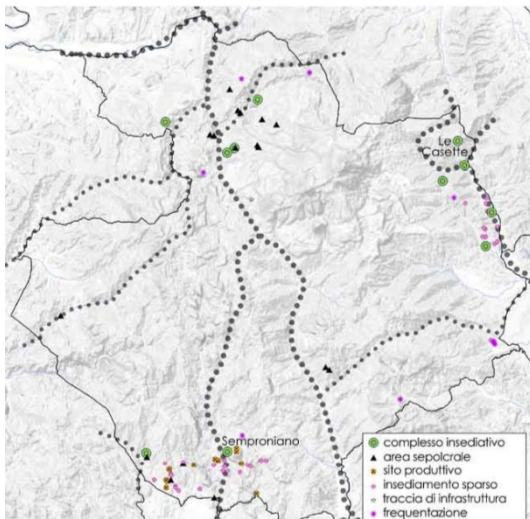 Le
Casette
Semproniano
complesso insediativo
area sepolcrale
sito produttivo
insediamento sparso
traccia di infrastruttura
frequentazione